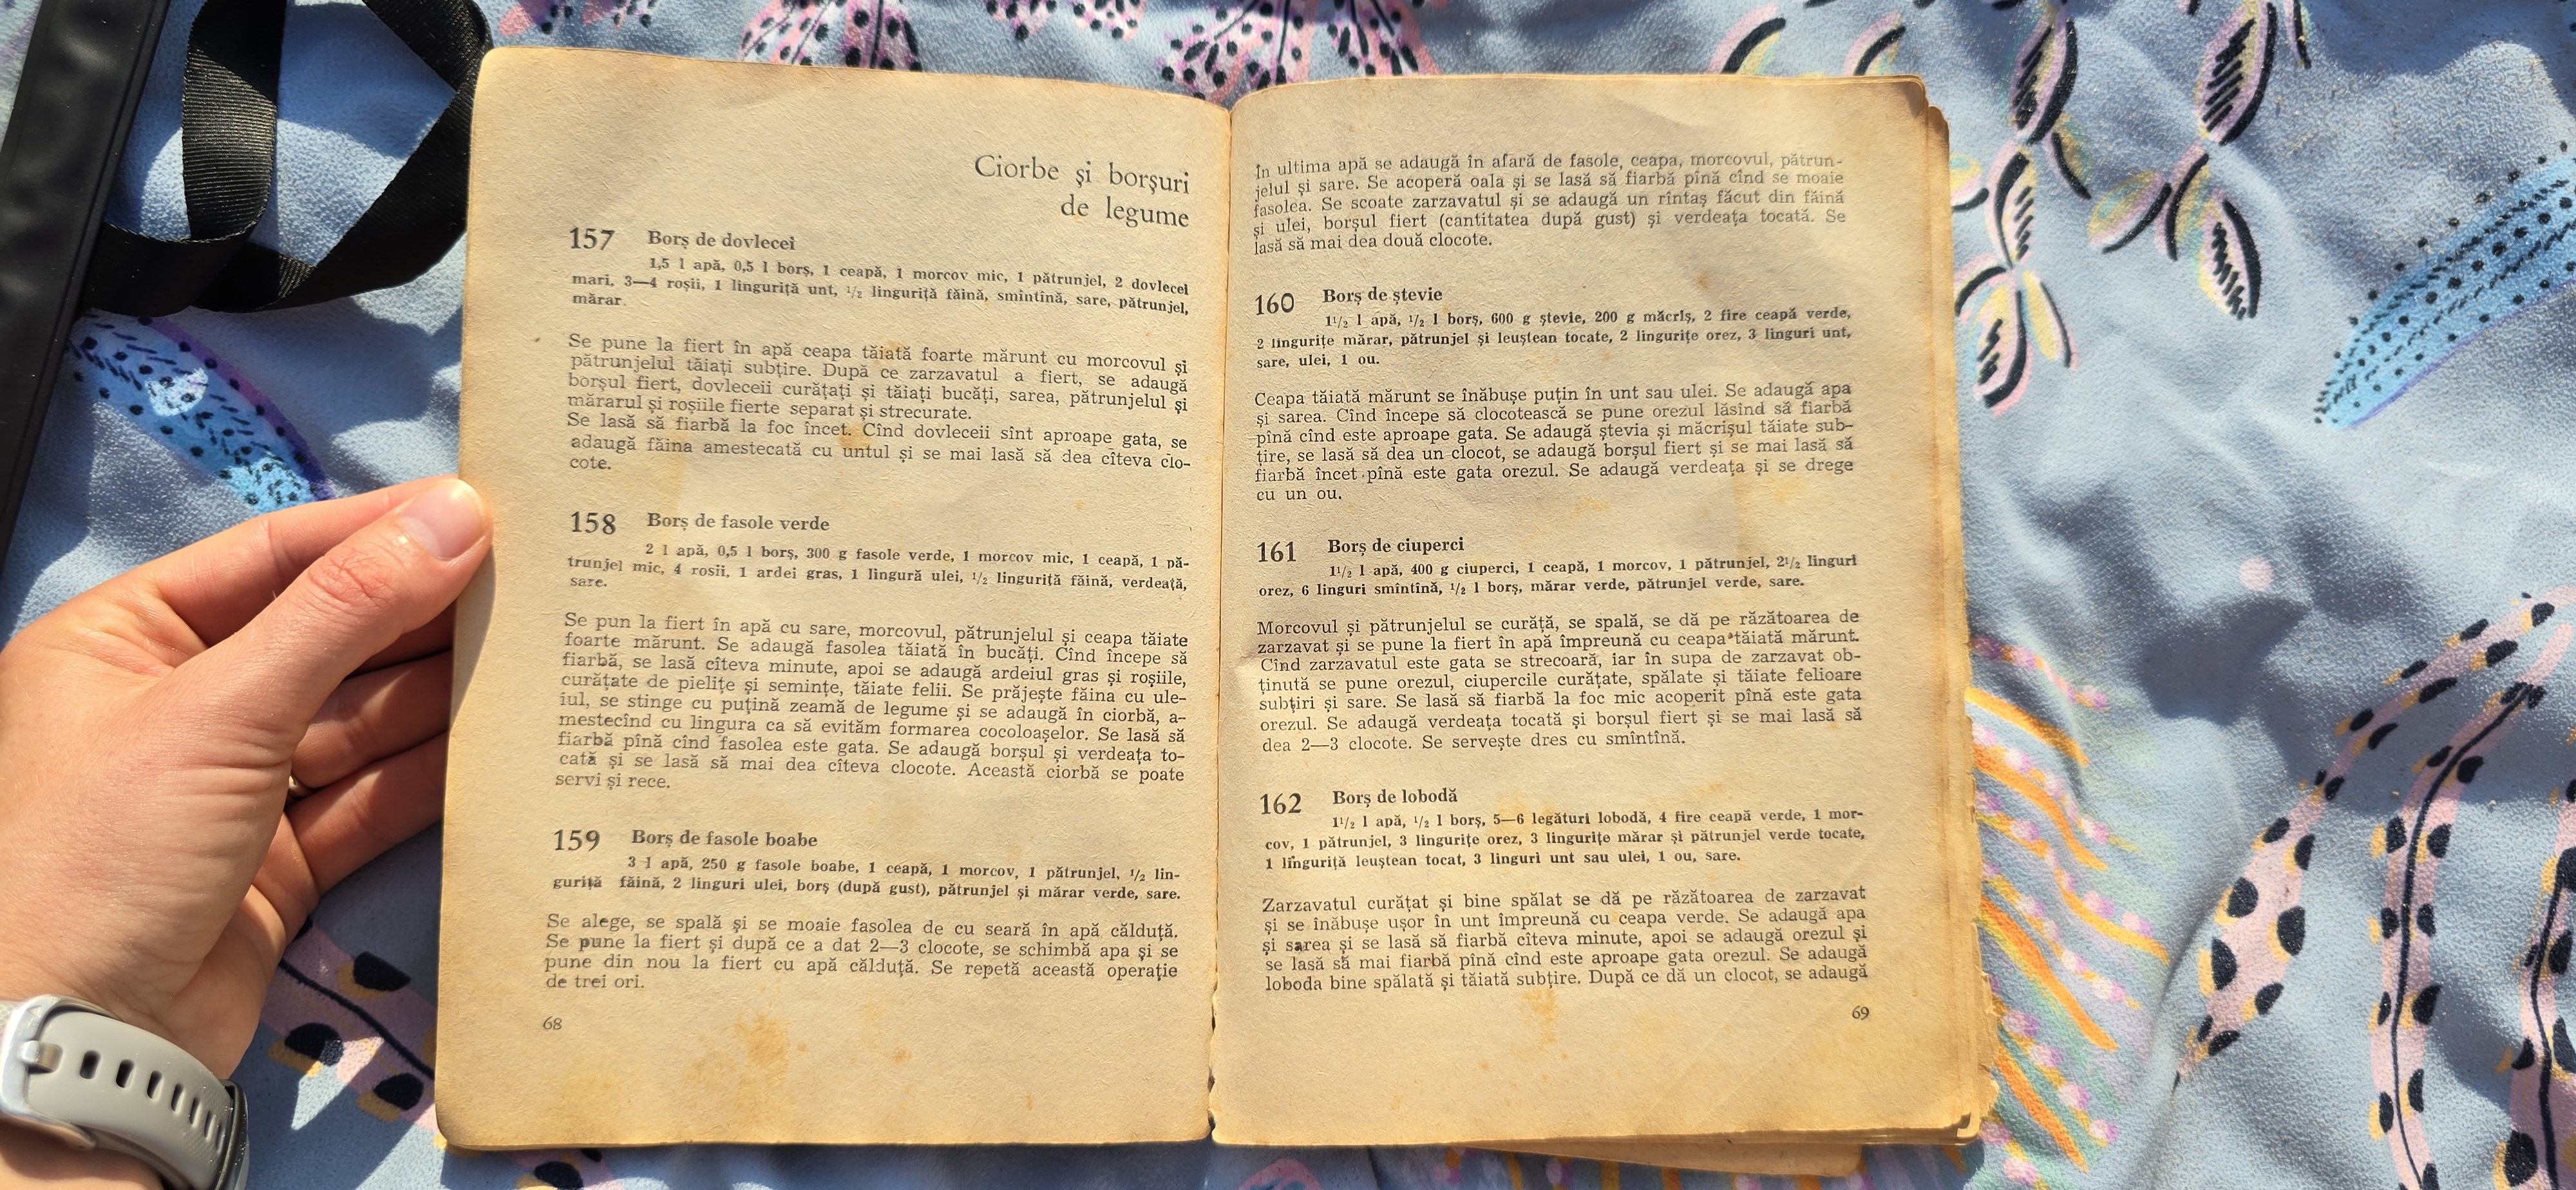 Ciorbe și borșuri
de legume
157 Borș de dovlecei
1,5 l apă, 0,5 l borș, 1 ceapă, 1 morcov mic, 1 pătrunjel, 2 dovlecei
mari, 3—4 roșii, 1 linguriță unt, 1/2 linguriță făină, smîntînă, sare, pătrunjel,
mărar.
Se pune la fiert în apă ceapa tăiată foarte mărunt cu morcovul și
pătrunjelul tăiați subțire. După ce zarzavatul a fiert, se adaugă
borșul fiert, dovleceii curățați și tăiați bucăți, sarea, pătrunjelul și
mărarul și roșiile fierte separat și strecurate.
Se lasă să fiarbă la foc încet. Cînd dovleceii sînt aproape gata, se
adaugă făina amestecată cu untul și se mai lasă să dea cîteva clo-
cote.
158 Borș de fasole verde
2 l apă, 0,5 l borș, 300 g fasole verde, 1 morcov mic, 1 ceapă, 1 pă-
trunjel mic, 4 rosii, 1 ardei gras, 1 lingură ulei, 1/2 linguriță făină, verdeață,
sare.
Se pun la fiert în apă cu sare, morcovul, pătrunjelul și ceapa tăiate
foarte mărunt. Se adaugă fasolea tăiată în bucăți. Cînd începe să
fiarbă, se lasă cîteva minute, apoi se adaugă ardeiul gras și roșiile,
curățate de pielițe și semințe, tăiate felii. Se prăjește făina cu ule-
iul, se stinge cu puțină zeamă de legume și se adaugă în ciorbă, a-
mestecînd cu lingura ca să evităm formarea cocoloașelor. Se lasă să
fiarbă pînă cînd fasolea este gata. Se adaugă borșul și verdeața to-
cată și se lasă să mai dea cîteva clocote. Această ciorbă se poate
servi și rece.
159 Borș de fasole boabe
3 l apă, 250 g fasole boabe, 1 ceapă, 1 morcov, 1 pătrunjel, 1/2 lin-
guriță făină, 2 linguri ulei, borș (după gust), pătrunjel și mărar verde, sare.
Se alege, se spală și se moaie fasolea de cu seară în apă călduță.
Se pune la fiert și după ce a dat 2—3 clocote, se schimbă apa și se
pune din nou la fiert cu apă călduță. Se repetă această operație
de trei ori.
68
În ultima apă se adaugă în afară de fasole, ceapa, morcovul, pătrun-
jelul și sare. Se acoperă oala și se lasă să fiarbă pînă cînd se moaie
fasolea. Se scoate zarzavatul și se adaugă un rîntaș făcut din făină
și ulei, borșul fiert (cantitatea după gust) și verdeața tocată. Se
lasă să mai dea două clocote.
160 Borș de ștevie
1 1/2 l apă, 1/2 l borș, 600 g ștevie, 200 g măcriș, 2 fire ceapă verde,
2 lingurițe mărar, pătrunjel și leuștean tocate, 2 lingurițe orez, 3 linguri unt,
sare, ulei, 1 ou.
Ceapa tăiată mărunt se înăbușe puțin în unt sau ulei. Se adaugă apa
și sarea. Cînd începe să clocotească se pune orezul lăsînd să fiarbă
pînă cînd este aproape gata. Se adaugă ștevia și măcrișul tăiate sub-
țire, se lasă să dea un clocot, se adaugă borșul fiert și se mai lasă să
fiarbă încet pînă este gata orezul. Se adaugă verdeața și se drege
cu un ou.
161 Borș de ciuperci
1 1/2 l apă, 400 g ciuperci, 1 ceapă, 1 morcov, 1 pătrunjel, 2 1/2 linguri
orez, 6 linguri smîntînă, 1/2 l borș, mărar verde, pătrunjel verde, sare.
Morcovul și pătrunjelul se curăță, se spală, se dă pe răzătoarea de
zarzavat și se pune la fiert în apă împreună cu ceapa tăiată mărunt.
Cînd zarzavatul este gata se strecoară, iar în supa de zarzavat ob-
ținută se pune orezul, ciupercile curățate, spălate și tăiate felioare
subțiri și sare. Se lasă să fiarbă la foc mic acoperit pînă este gata
orezul. Se adaugă verdeața tocată și borșul fiert și se mai lasă să
dea 2—3 clocote. Se servește dres cu smîntînă.
162 Borș de lobodă
1 1/2 l apă, 1/2 l borș, 5—6 legături lobodă, 4 fire ceapă verde, 1 mor-
cov, 1 pătrunjel, 3 lingurițe orez, 3 lingurițe mărar și pătrunjel verde tocate,
1 linguriță leuștean tocat, 3 linguri unt sau ulei, 1 ou, sare.
Zarzavatul curățat și bine spălat se dă pe răzătoarea de zarzavat
și se înăbușe ușor în unt împreună cu ceapa verde. Se adaugă apa
și sarea și se lasă să fiarbă cîteva minute, apoi se adaugă orezul și
se lasă să mai fiarbă pînă cînd este aproape gata orezul. Se adaugă
loboda bine spălată și tăiată subțire. După ce dă un clocot, se adaugă
69